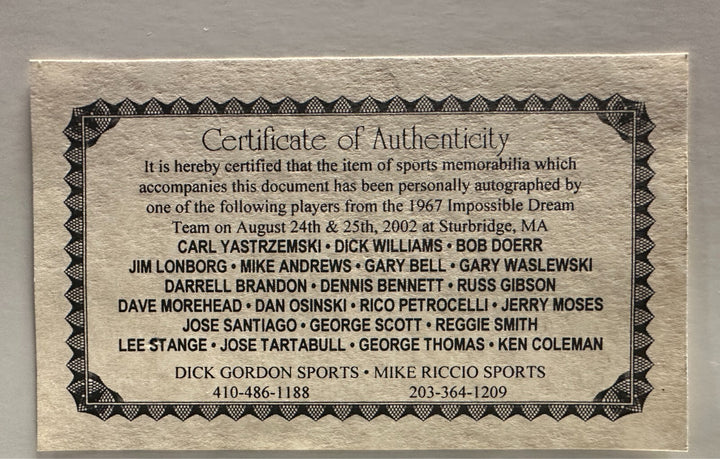 Certificate of Authenticity
It is hereby certified that the item of sports memorabilia which
accompanies this document has been personally autographed by
one of the following players from the 1967 Impossible Dream
Team on August 24th & 25th, 2002 at Sturbridge, MA
CARL YASTRZEMSKI • DICK WILLIAMS • BOB DOERR
JIM LONBORG • MIKE ANDREWS • GARY BELL • GARY WASLEWSKI
DARRELL BRANDON • DENNIS BENNETT • RUSS GIBSON
DAVE MOREHEAD • DAN OSINSKI • RICO PETROCELLI • JERRY MOSES
JOSE SANTIAGO • GEORGE SCOTT • REGGIE SMITH
LEE STANGE • JOSE TARTABULL • GEORGE THOMAS • KEN COLEMAN
DICK GORDON SPORTS • MIKE RICCIO SPORTS
410-486-1188 203-364-1209